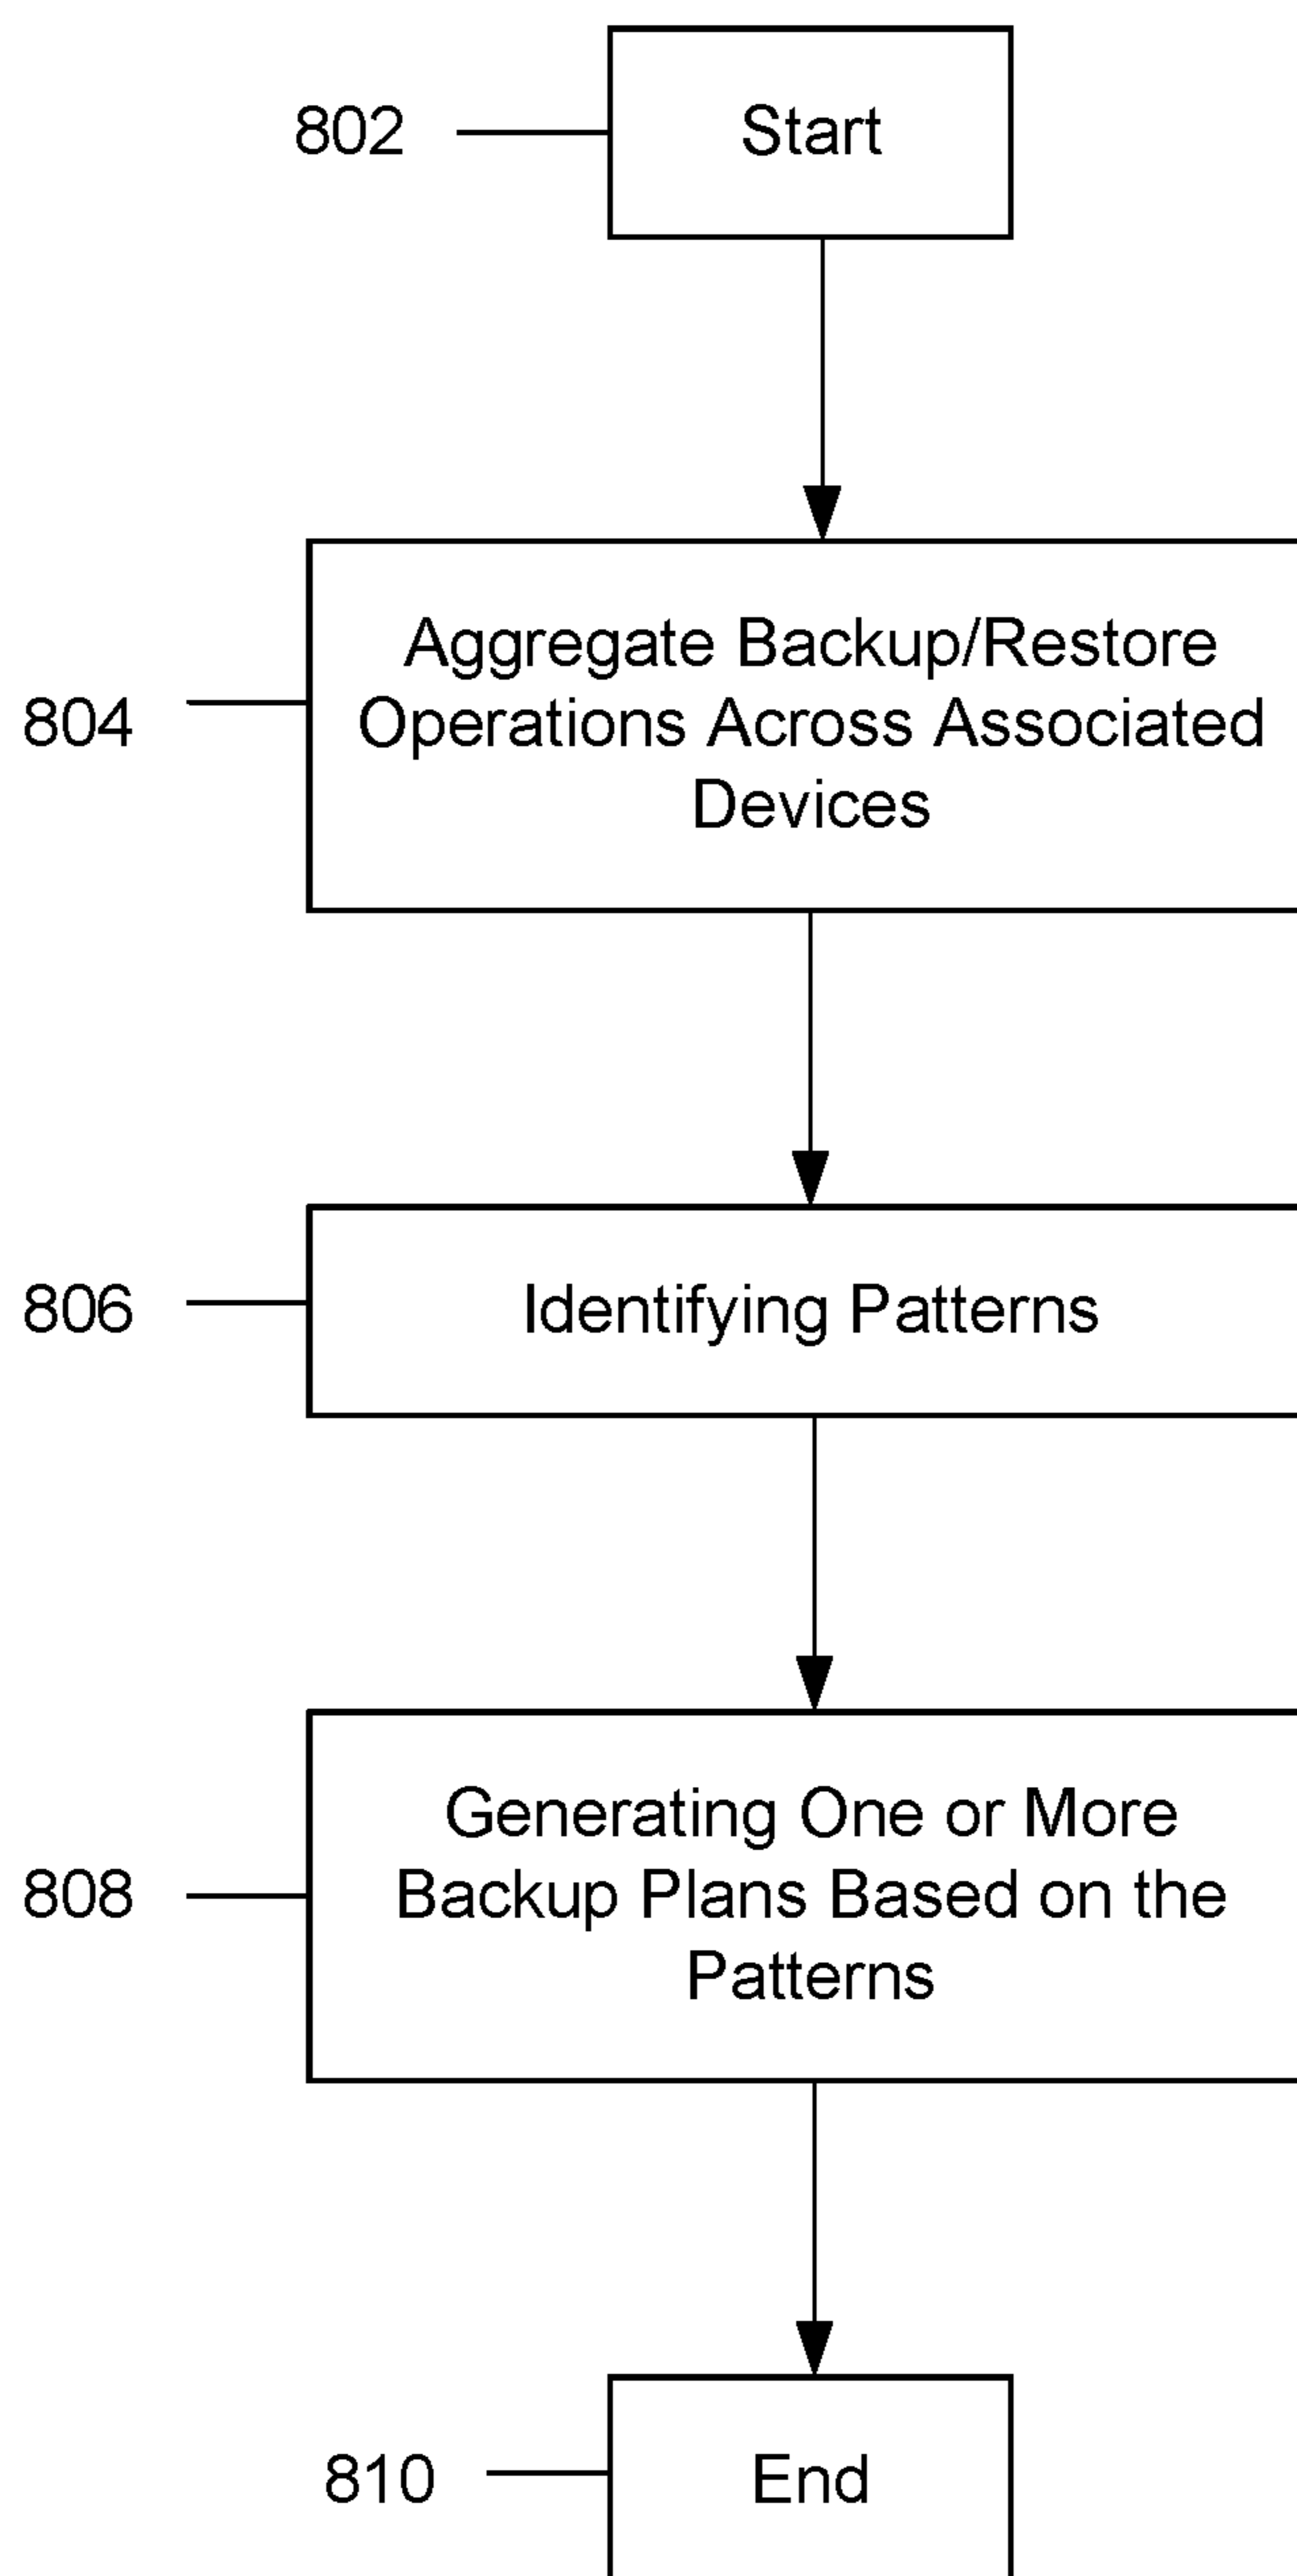 802
Start
804
Aggregate Backup/Restore
Operations Across Associated
Devices
806
Identifying Patterns
808
Generating One or More
Backup Plans Based on the
Patterns
810
End